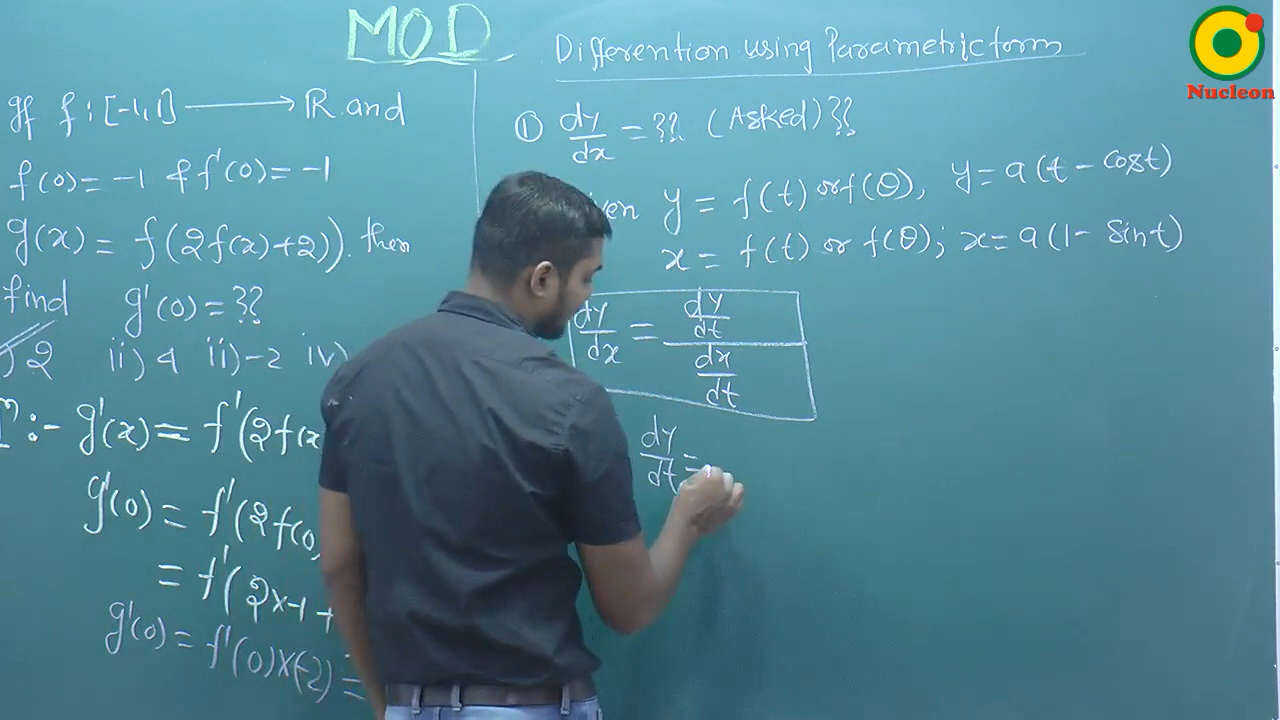 MOD
If f : [-1,1] → R and
f(0) = -1 & f'(0) = -1
g(x) = f(2f(x)+2)). then
find g'(0) = ??
) 2 ii) 4 ii) -2 iv)
:- g'(x) = f'(2f(x
g'(0) = f'(2f(0)
= f'(2x-1 +
g'(0) = f'(0)x(-2) =
Differention using Parametric form
① dy/dx = ?? (Asked)??
y = f(t) or f(θ), y = a(t - cost)
x = f(t) or f(θ); x = a(1 - sint)
dy/dx = dy/dt / dx/dt
dy/dt =
Nucleon